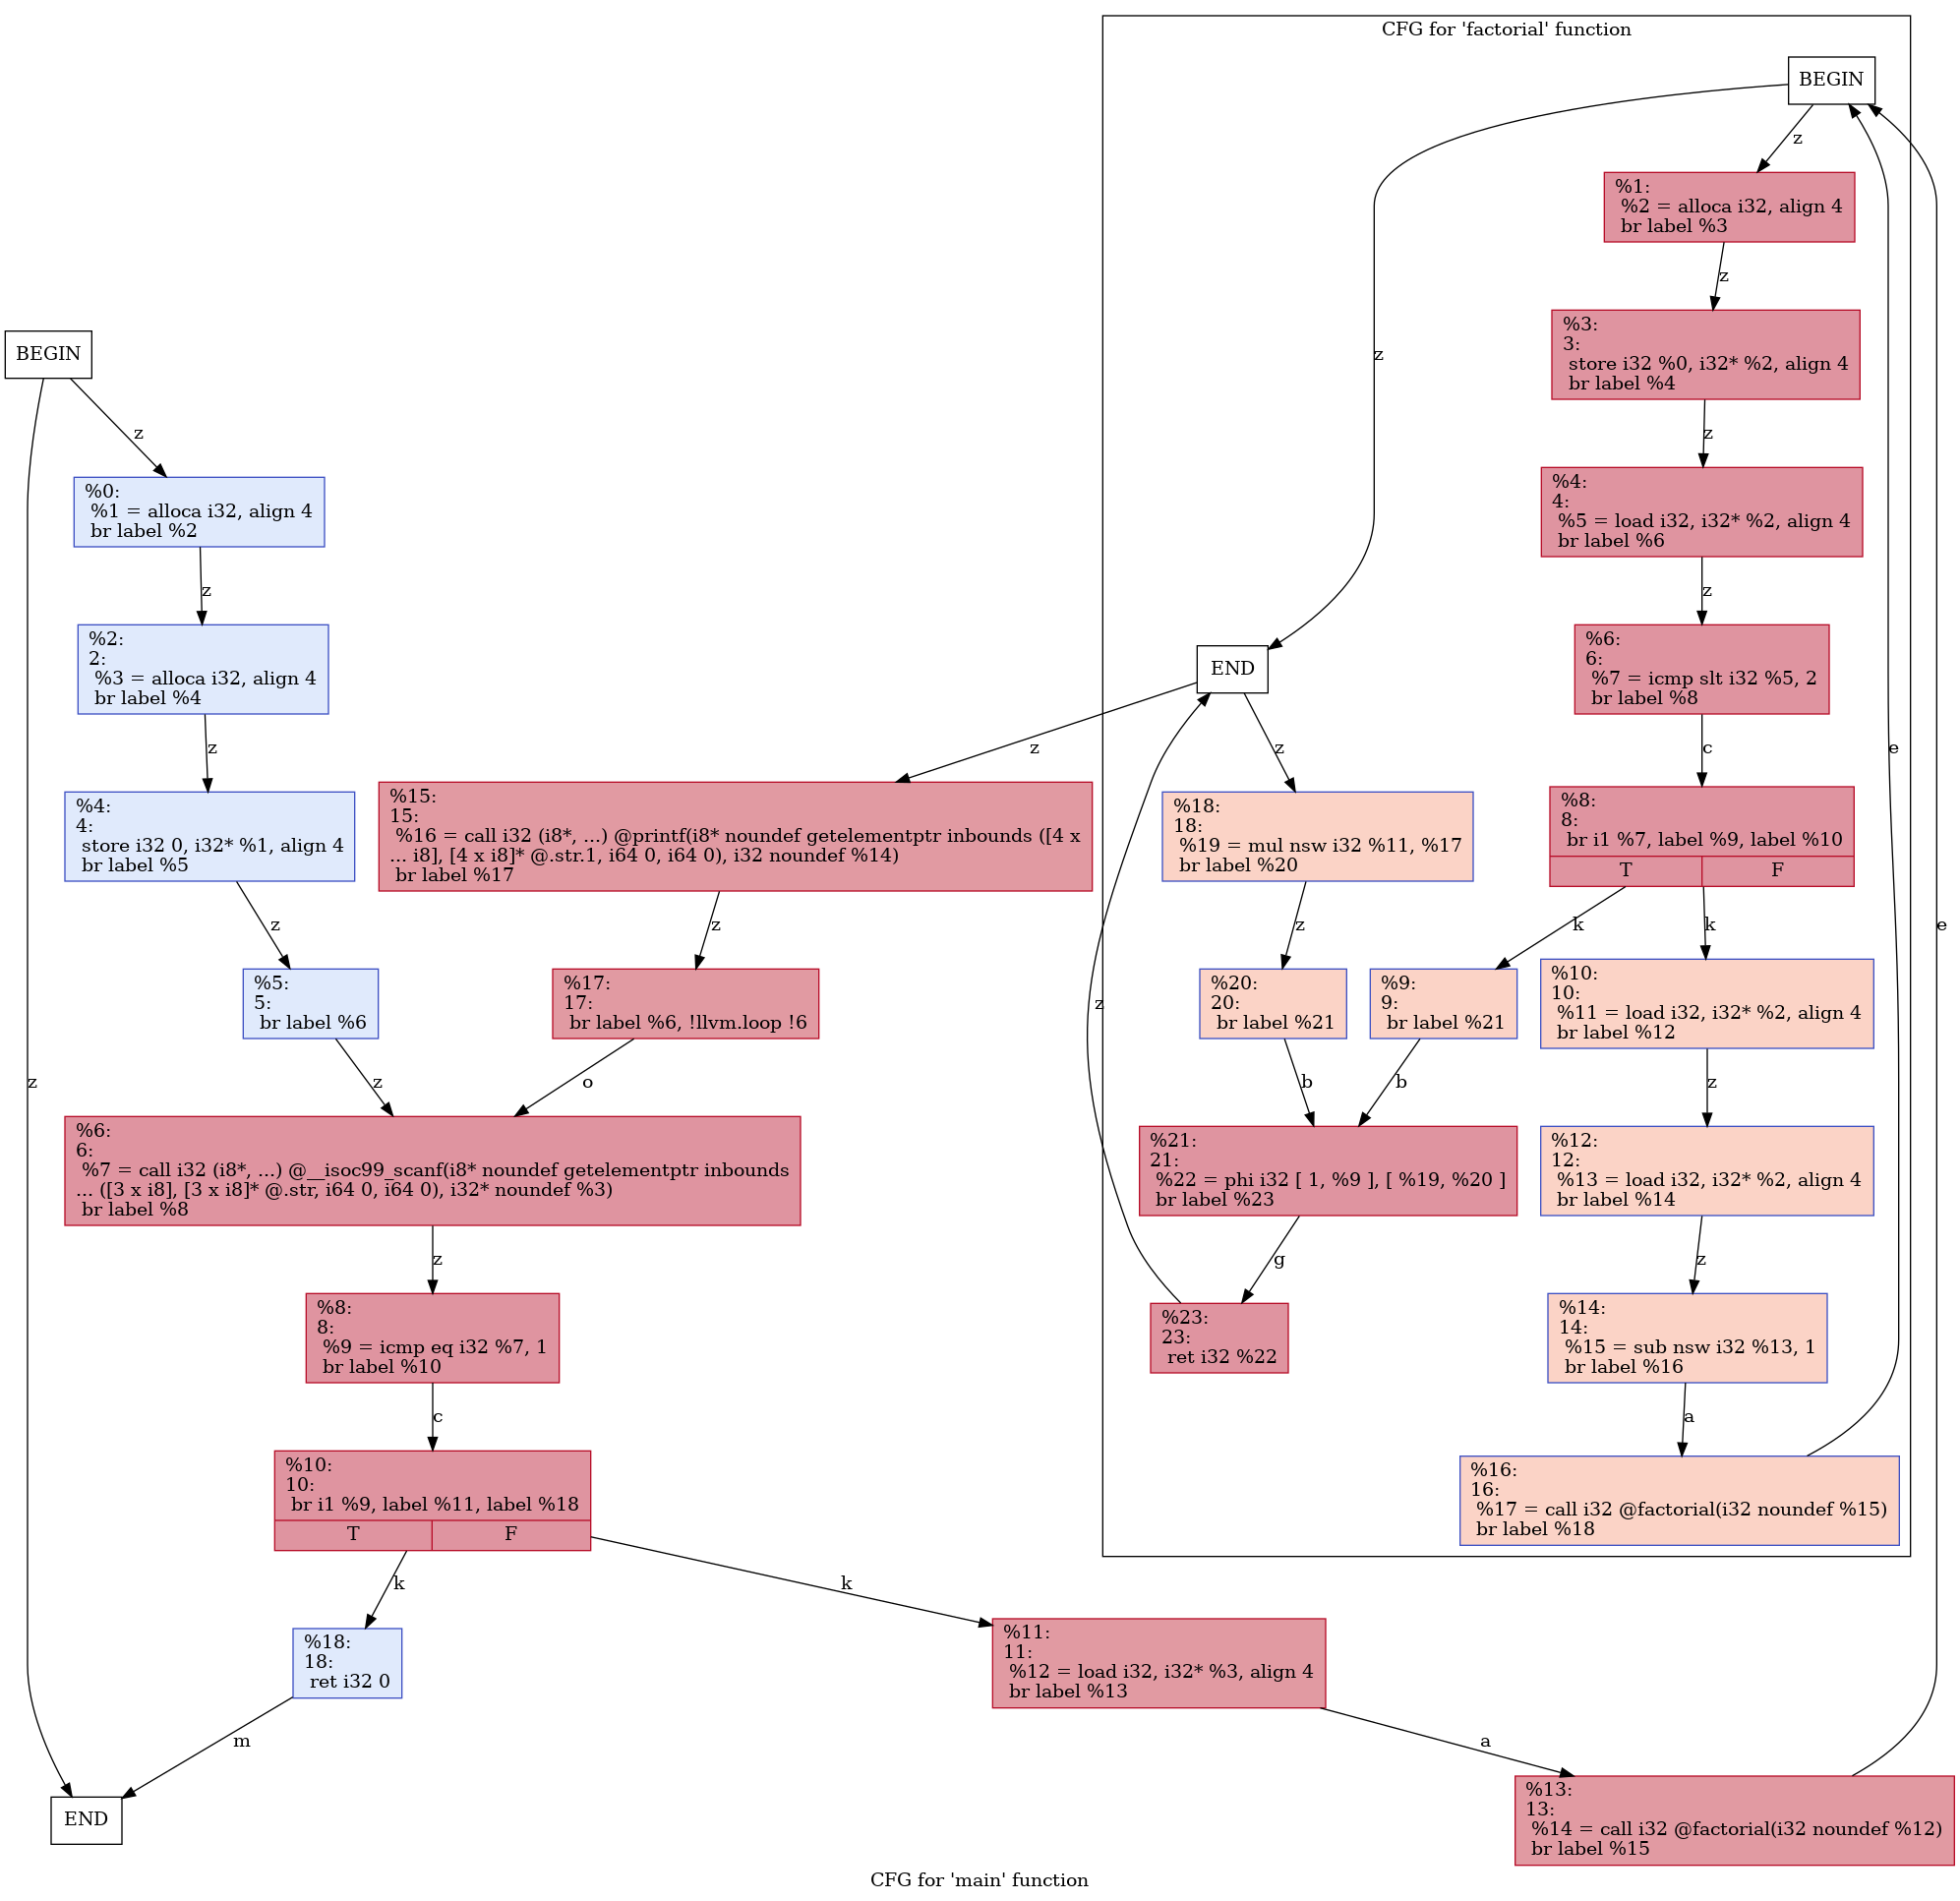 CFG for 'factorial' function
BEGIN
z
%1:
%2 = alloca i32, align 4
br label %3
z
%3:
3:
store i32 %0, i32* %2, align 4
br label %4
z
z
%4:
4:
%5 = load i32, i32* %2, align 4
br label %6
z
%6:
6:
%7 = icmp slt i32 %5, 2
br label %8
c
%8:
8:
br i1 %7, label %9, label %10
T
F
k
k
END
z
z
%18:
18:
%19 = mul nsw i32 %11, %17
br label %20
z
%20:
20:
br label %21
%9:
9:
br label %21
%10:
10:
%11 = load i32, i32* %2, align 4
br label %12
b
b
z
z
%21:
21:
%22 = phi i32 [ 1, %9 ], [ %19, %20 ]
br label %23
%12:
12:
%13 = load i32, i32* %2, align 4
br label %14
g
z
%23:
23:
ret i32 %22
%14:
14:
%15 = sub nsw i32 %13, 1
br label %16
a
%16:
16:
%17 = call i32 @factorial(i32 noundef %15)
br label %18
e
e
BEGIN
z
z
%0:
%1 = alloca i32, align 4
br label %2
z
%2:
2:
%3 = alloca i32, align 4
br label %4
z
%4:
4:
store i32 0, i32* %1, align 4
br label %5
z
%5:
5:
br label %6
z
%15:
15:
%16 = call i32 (i8*, ...) @printf(i8* noundef getelementptr inbounds ([4 x
... i8], [4 x i8]* @.str.1, i64 0, i64 0), i32 noundef %14)
br label %17
z
%17:
17:
br label %6, !llvm.loop !6
o
%6:
6:
%7 = call i32 (i8*, ...) @__isoc99_scanf(i8* noundef getelementptr inbounds
... ([3 x i8], [3 x i8]* @.str, i64 0, i64 0), i32* noundef %3)
br label %8
z
%8:
8:
%9 = icmp eq i32 %7, 1
br label %10
c
%10:
10:
br i1 %9, label %11, label %18
T
F
k
k
%18:
18:
ret i32 0
%11:
11:
%12 = load i32, i32* %3, align 4
br label %13
m
a
END
%13:
13:
%14 = call i32 @factorial(i32 noundef %12)
br label %15
CFG for 'main' function